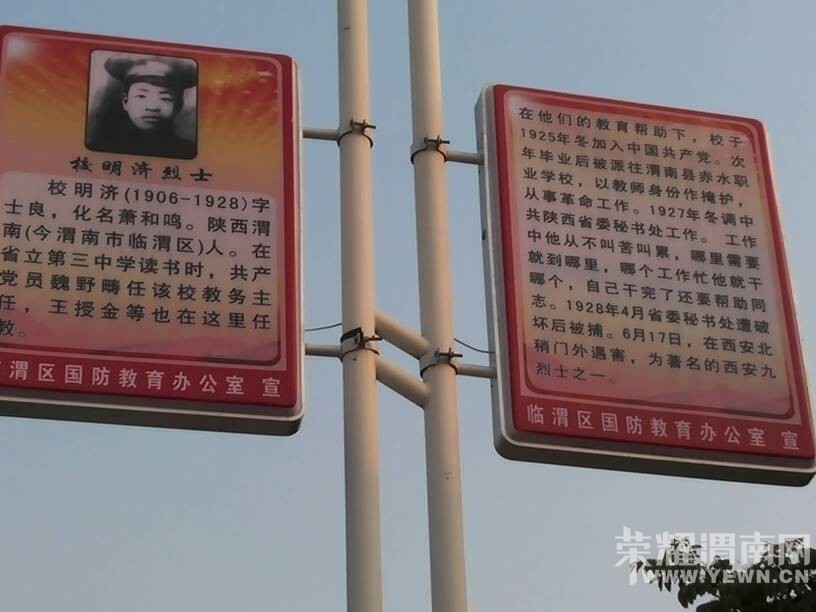 校明济烈士
校明济(1906-1928)字
士良，化名萧和鸣。陕西渭
南(今渭南市临渭区)人。在
省立第三中学读书时，共产
党员魏野畴任该校教务主
任，王授金等也在这里任
教。
临渭区国防教育办公室 宣
在他们的教育帮助下，校于
1925年冬加入中国共产党。次
年毕业后被派往渭南县赤水职
业学校，以教师身份作掩护，
从事革命工作。1927年冬调中
共陕西省委秘书处工作。工作
中他从不叫苦叫累，哪里需要
就到哪里，哪个工作忙他就干
哪个，自己干完了还要帮助同
志。1928年4月省委秘书处遭破
坏后被捕。6月17日，在西安北
稍门外遇害，为著名的西安九
烈士之一。
临渭区国防教育办公室 宣
荣耀渭南网
WWW.YEWN.CN